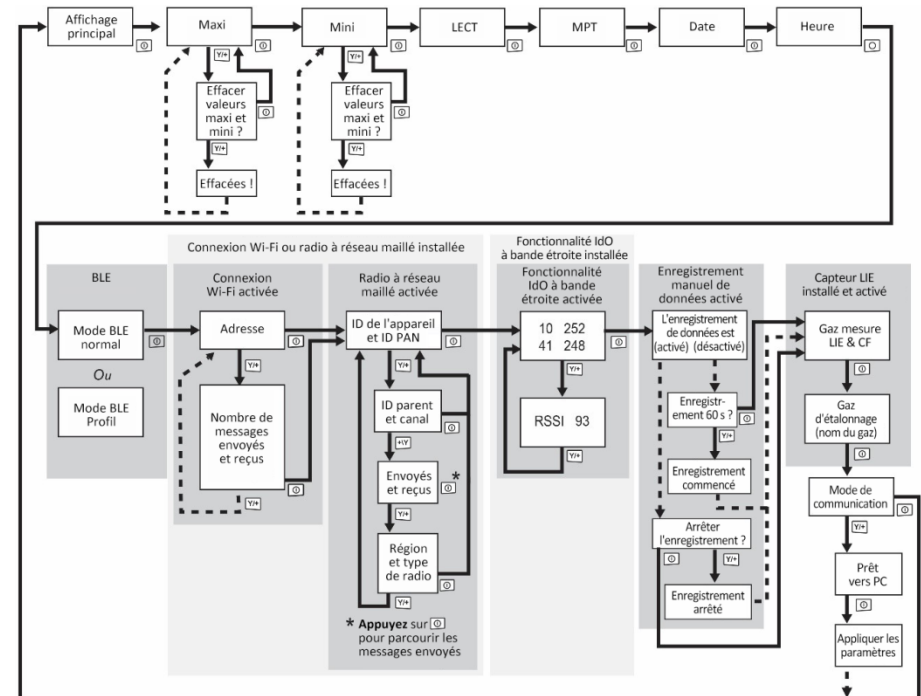 Affichage
principal
Maxi
Mini
LECT
MPT
Date
Heure
Y/+
Y/+
Effacer
valeurs
maxi et
mini ?
Effacer
valeurs
maxi et
mini ?
Y/+
Y/+
Effacées !
Effacées !
Connexion Wi-Fi ou radio à réseau maillé installée
Fonctionnalité IdO
à bande étroite installée
BLE
Mode BLE
normal
Ou
Mode BLE
Profil
Connexion
Wi-Fi activée
Adresse
Y/+
Nombre de
messages
envoyés
et reçus
Y/+
Radio à réseau
maillé activée
ID de l'appareil
et ID PAN
Y/+
ID parent
et canal
+\Y
Envoyés
et reçus
*
Y/+
Région et
type de
radio
Y/+
* Appuyez sur
pour parcourir les
messages envoyés
Fonctionnalité
IdO à bande
étroite activée
10 252
41 248
Y/+
RSSI 93
Y/+
Enregistrement
manuel de
données activé
L'enregistrement
de données est
(activé) (désactivé)
Enregistr-
ement 60 s ?
Y/+
Enregistrement
commencé
Arrêter
l'enregistrement ?
Y/+
Enregistrement
arrêté
Capteur LIE
installé et activé
Gaz mesure
LIE & CF
Gaz
d'étalonnage
(nom du gaz)
Mode de
communication
Y/+
Prêt
vers PC
Appliquer les
paramètres